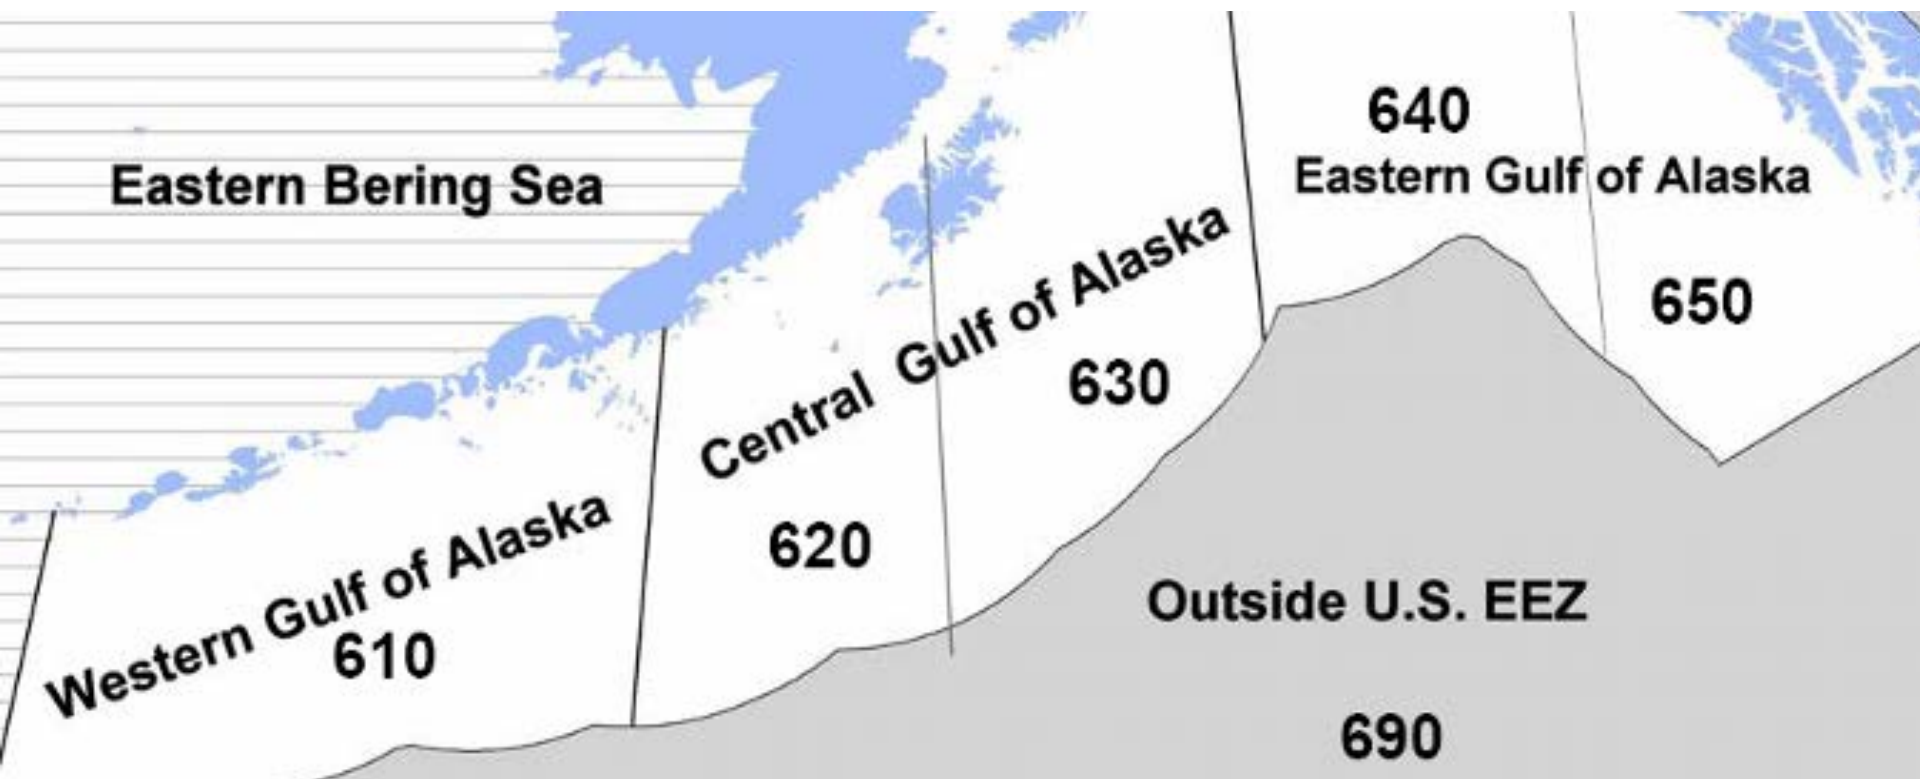 640
Eastern Bering Sea
Eastern Gulf of Alaska
650
Central Gulf of Alaska
630
620
Western Gulf of Alaska
610
Outside U.S. EEZ
690